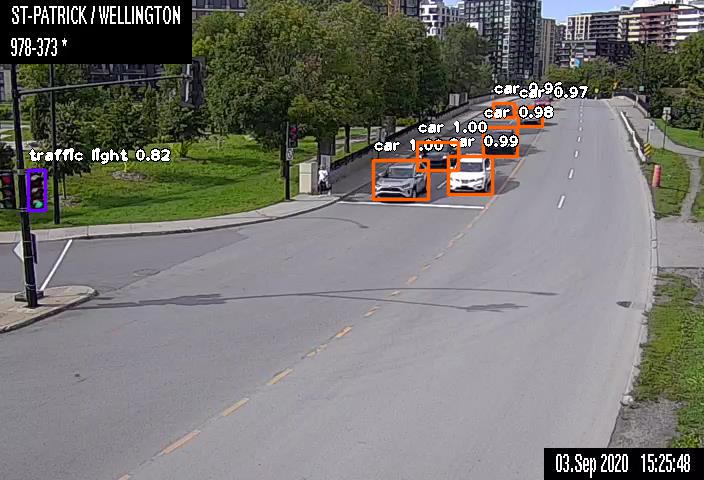 ST-PATRICK / WELLINGTON
978-373 *
car 0.97
car 0.98
car 1.00
car 1.00
car 0.99
traffic light 0.82
03.Sep 2020 15:25:48